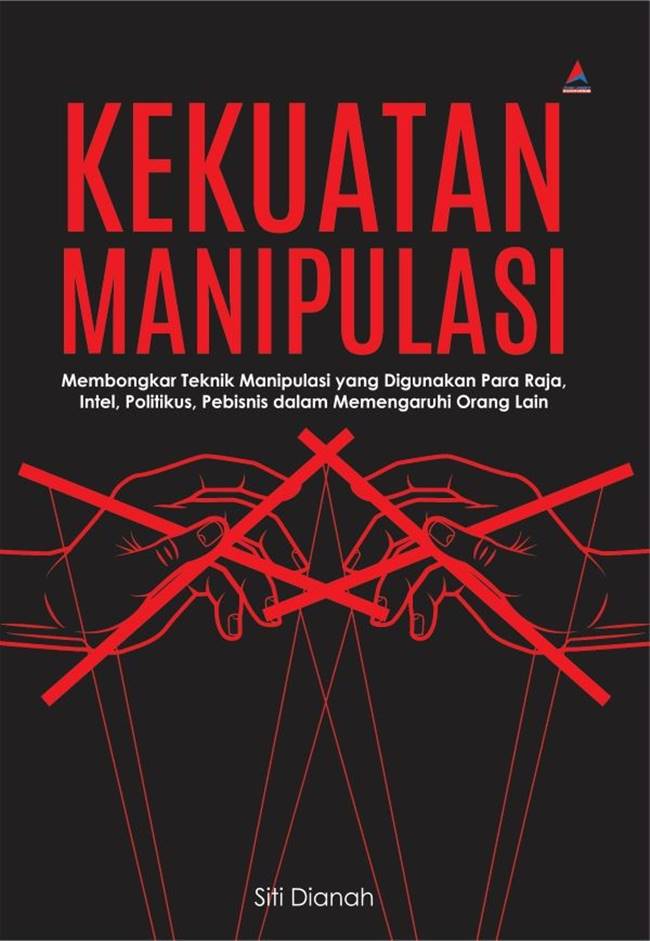 KEKUATAN
MANIPULASI
Membongkar Teknik Manipulasi yang Digunakan Para Raja,
Intel, Politikus, Pebisnis dalam Memengaruhi Orang Lain
Siti Dianah